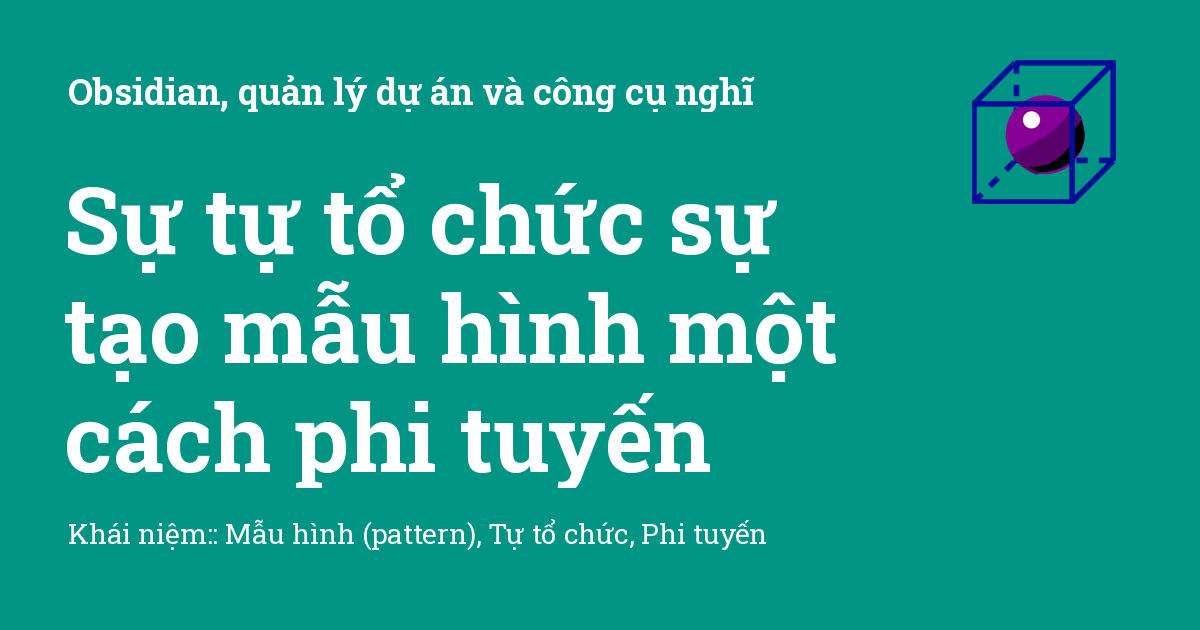 Obsidian, quản lý dự án và công cụ nghĩ
Sự tự tổ chức sự
tạo mẫu hình một
cách phi tuyến
Khái niệm:: Mẫu hình (pattern), Tự tổ chức, Phi tuyến